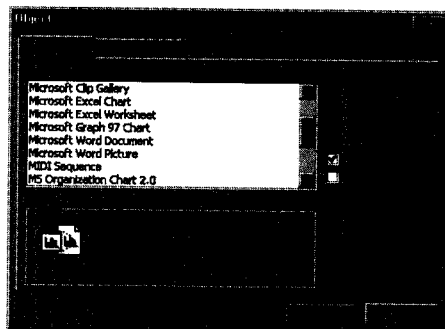 Object
Microsoft Clip Gallery
Microsoft Excel Chart
Microsoft Excel Worksheet
Microsoft Graph 97 Chart
Microsoft Word Document
Microsoft Word Picture
MIDI Sequence
MS Organization Chart 2.0